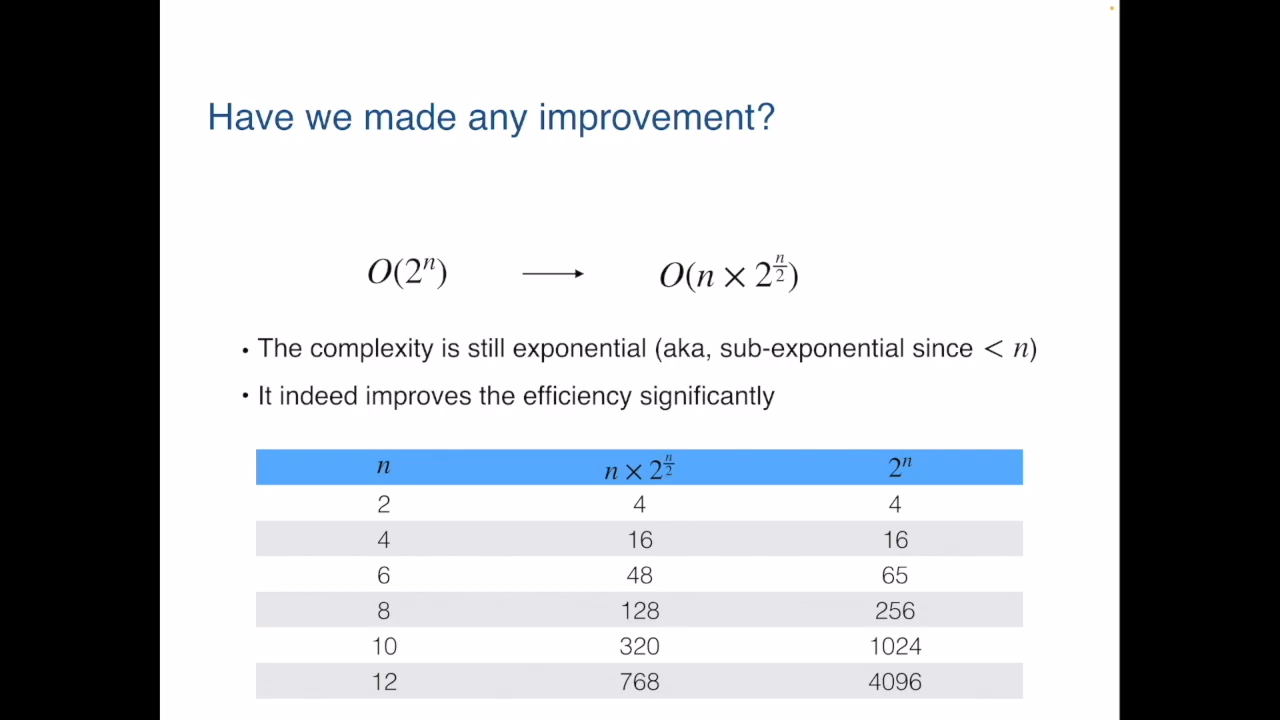 Have we made any improvement?
O(2ⁿ) → O(n × 2^{n/2})
• The complexity is still exponential (aka, sub-exponential since < n)
• It indeed improves the efficiency significantly
n n × 2^{n/2} 2ⁿ
2 4 4
4 16 16
6 48 65
8 128 256
10 320 1024
12 768 4096